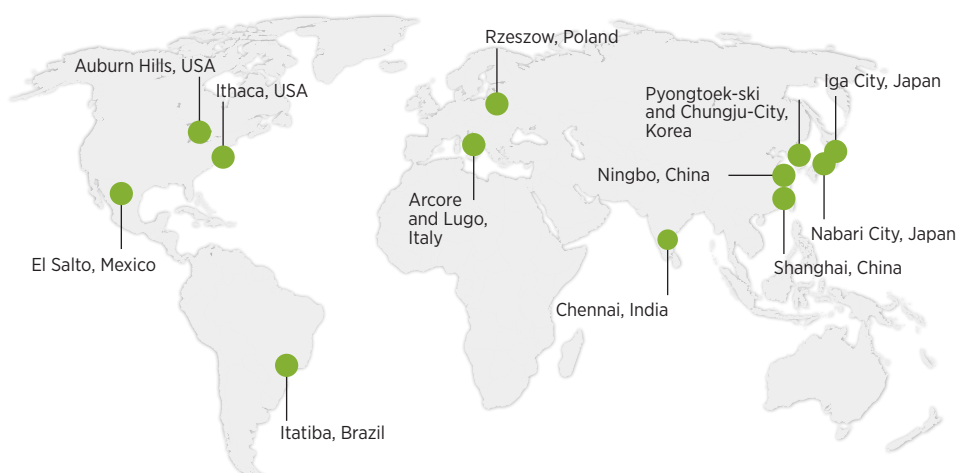 Rzeszow, Poland
Auburn Hills, USA
Ithaca, USA
Iga City, Japan
Pyongtoek-ski
and Chungju-City,
Korea
Ningbo, China
Arcore
and Lugo,
Italy
Nabari City, Japan
El Salto, Mexico
Shanghai, China
Chennai, India
Itatiba, Brazil